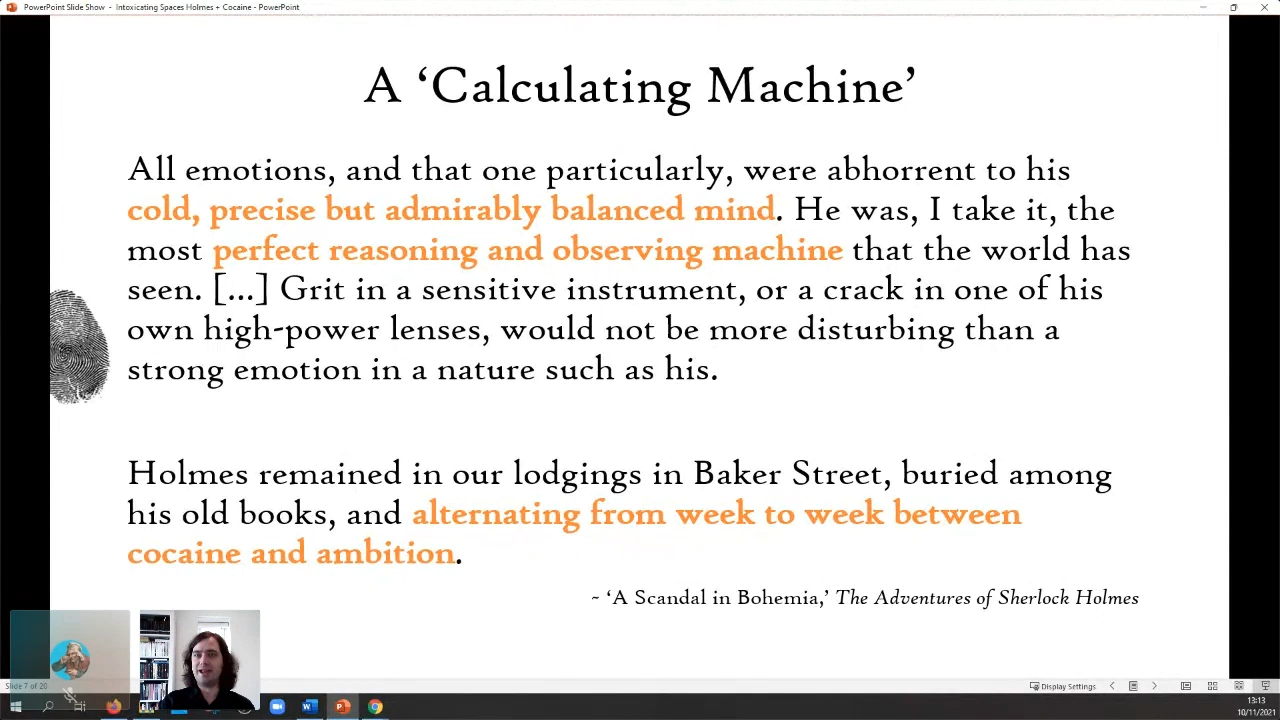 PowerPoint Slide Show - Intoxicating Spaces Holmes + Cocaine - PowerPoint
A ‘Calculating Machine’
All emotions, and that one particularly, were abhorrent to his
cold, precise but admirably balanced mind. He was, I take it, the
most perfect reasoning and observing machine that the world has
seen. […] Grit in a sensitive instrument, or a crack in one of his
own high-power lenses, would not be more disturbing than a
strong emotion in a nature such as his.
Holmes remained in our lodgings in Baker Street, buried among
his old books, and alternating from week to week between
cocaine and ambition.
~ ‘A Scandal in Bohemia,’ The Adventures of Sherlock Holmes
Slide 7 of 20
Display Settings
13:13
10/11/2021